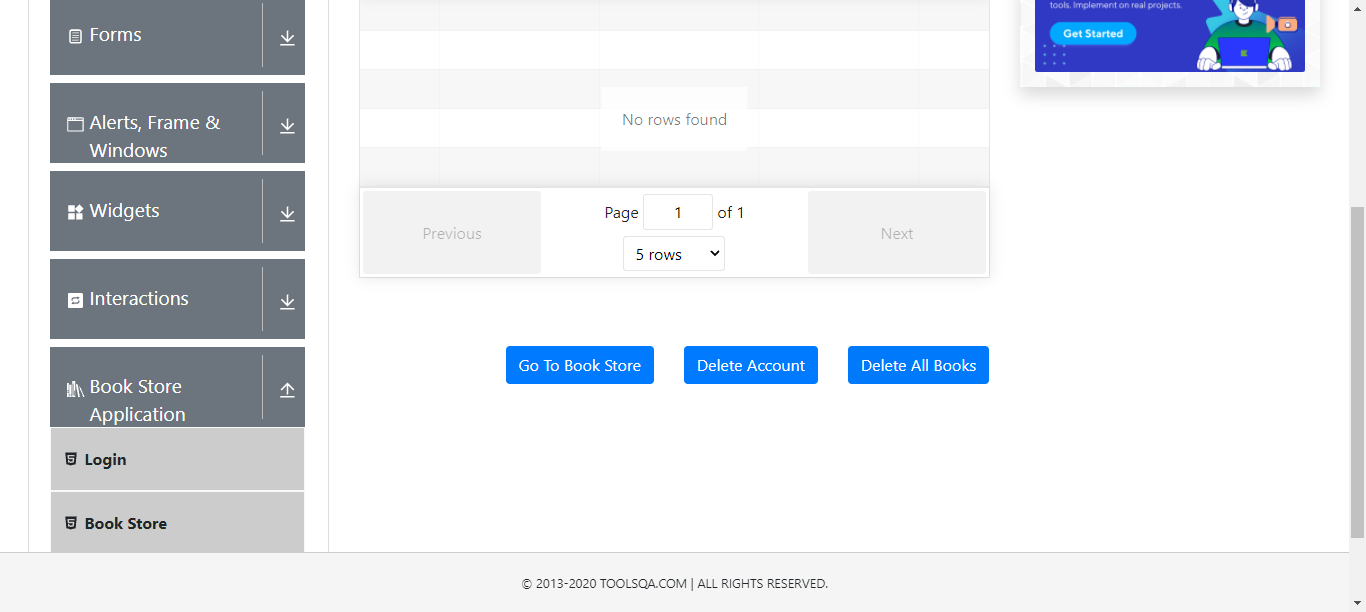 Forms
Alerts, Frame &
Windows
Widgets
Interactions
Book Store
Application
Login
Book Store
No rows found
Previous
Page 1 of 1
5 rows
Next
Go To Book Store
Delete Account
Delete All Books
tools. Implement on real projects.
Get Started
© 2013-2020 TOOLSQA.COM | ALL RIGHTS RESERVED.